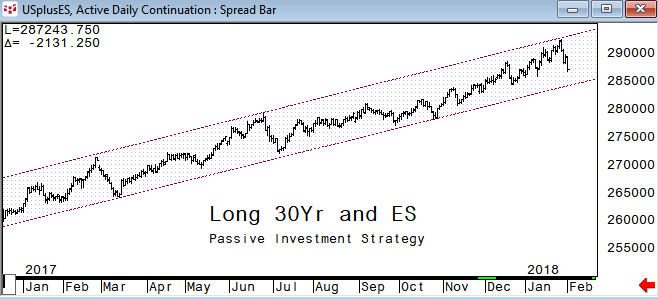 USplusES, Active Daily Continuation : Spread Bar
L=287243.750
Δ= -2131.250
290000
285000
280000
275000
270000
265000
260000
255000
Long 30Yr and ES
Passive Investment Strategy
2017 2018
Jan Feb Mar Apr May Jun Jul Aug Sep Oct Nov Dec Jan Feb